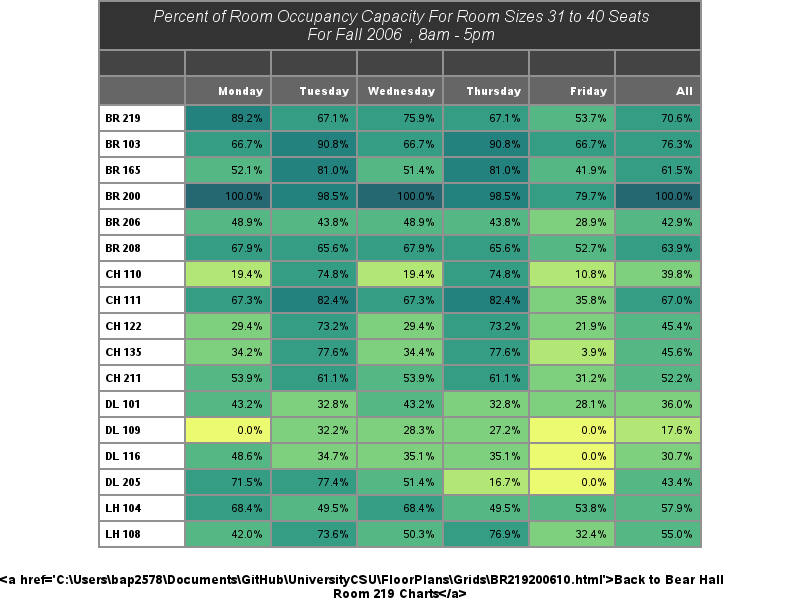 Percent of Room Occupancy Capacity For Room Sizes 31 to 40 Seats
For Fall 2006 , 8am - 5pm
Monday Tuesday Wednesday Thursday Friday All
BR 219 89.2% 67.1% 75.9% 67.1% 53.7% 70.6%
BR 103 66.7% 90.8% 66.7% 90.8% 66.7% 76.3%
BR 165 52.1% 81.0% 51.4% 81.0% 41.9% 61.5%
BR 200 100.0% 98.5% 100.0% 98.5% 79.7% 100.0%
BR 206 48.9% 43.8% 48.9% 43.8% 28.9% 42.9%
BR 208 67.9% 65.6% 67.9% 65.6% 52.7% 63.9%
CH 110 19.4% 74.8% 19.4% 74.8% 10.8% 39.8%
CH 111 67.3% 82.4% 67.3% 82.4% 35.8% 67.0%
CH 122 29.4% 73.2% 29.4% 73.2% 21.9% 45.4%
CH 135 34.2% 77.6% 34.4% 77.6% 3.9% 45.6%
CH 211 53.9% 61.1% 53.9% 61.1% 31.2% 52.2%
DL 101 43.2% 32.8% 43.2% 32.8% 28.1% 36.0%
DL 109 0.0% 32.2% 28.3% 27.2% 0.0% 17.6%
DL 116 48.6% 34.7% 35.1% 35.1% 0.0% 30.7%
DL 205 71.5% 77.4% 51.4% 16.7% 0.0% 43.4%
LH 104 68.4% 49.5% 68.4% 49.5% 53.8% 57.9%
LH 108 42.0% 73.6% 50.3% 76.9% 32.4% 55.0%
<a href='C:\Users\bap2578\Documents\GitHub\UniversityCSU\FloorPlans\Grids\BR219200610.html'>Back to Bear Hall
Room 219 Charts</a>